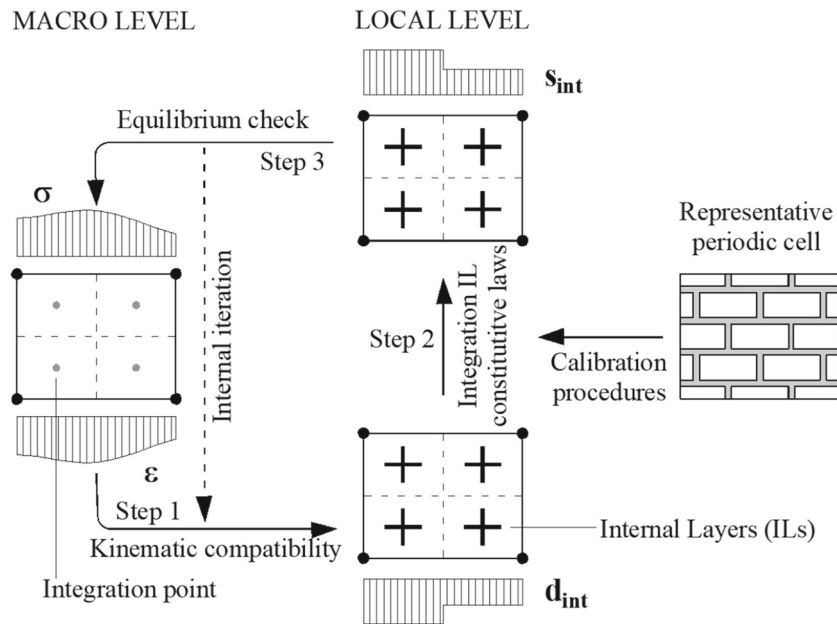 MACRO LEVEL
LOCAL LEVEL
s_int
Equilibrium check
Step 3
σ
Representative
periodic cell
Internal iteration
Step 2
Integration IL
constitutitve laws
Calibration
procedures
ε
Step 1
Kinematic compatibility
Internal Layers (ILs)
Integration point
d_int